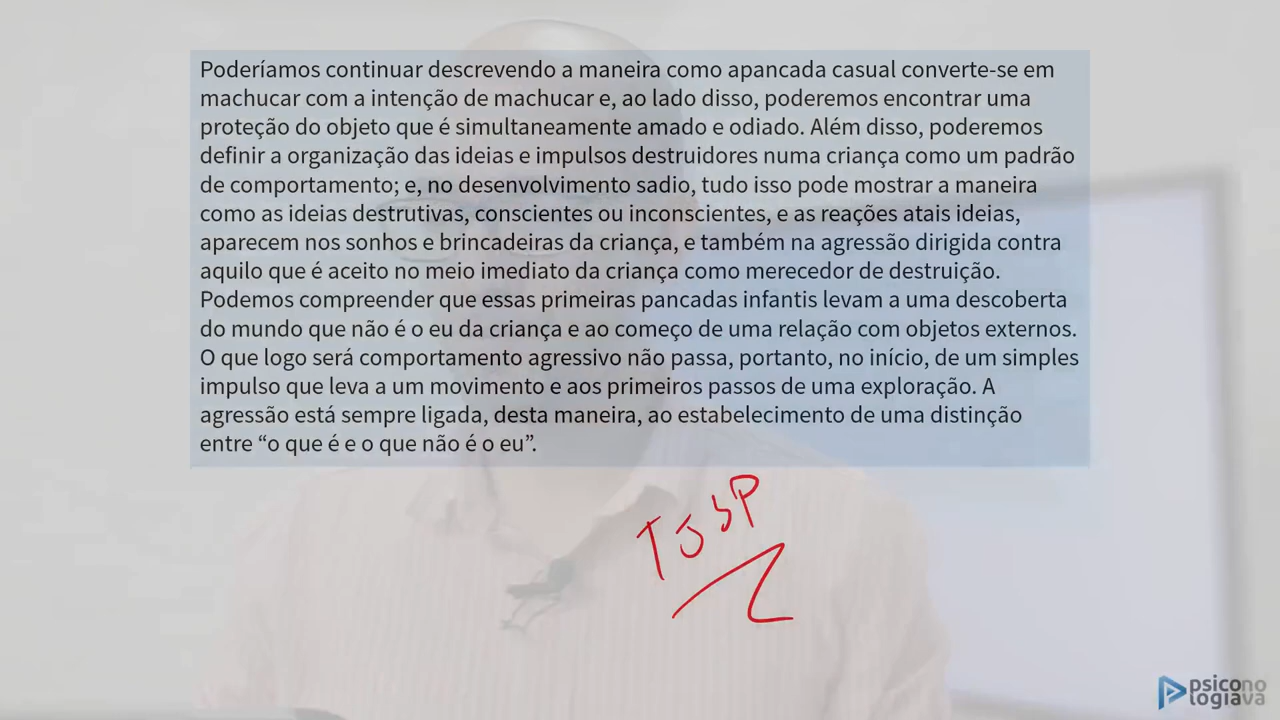 Poderíamos continuar descrevendo a maneira como apancada casual converte-se em
machucar com a intenção de machucar e, ao lado disso, poderemos encontrar uma
proteção do objeto que é simultaneamente amado e odiado. Além disso, poderemos
definir a organização das ideias e impulsos destruidores numa criança como um padrão
de comportamento; e, no desenvolvimento sadio, tudo isso pode mostrar a maneira
como as ideias destrutivas, conscientes ou inconscientes, e as reações atais ideias,
aparecem nos sonhos e brincadeiras da criança, e também na agressão dirigida contra
aquilo que é aceito no meio imediato da criança como merecedor de destruição.
Podemos compreender que essas primeiras pancadas infantis levam a uma descoberta
do mundo que não é o eu da criança e ao começo de uma relação com objetos externos.
O que logo será comportamento agressivo não passa, portanto, no início, de um simples
impulso que leva a um movimento e aos primeiros passos de uma exploração. A
agressão está sempre ligada, desta maneira, ao estabelecimento de uma distinção
entre “o que é e o que não é o eu”.
TJSP
psicono
logiava